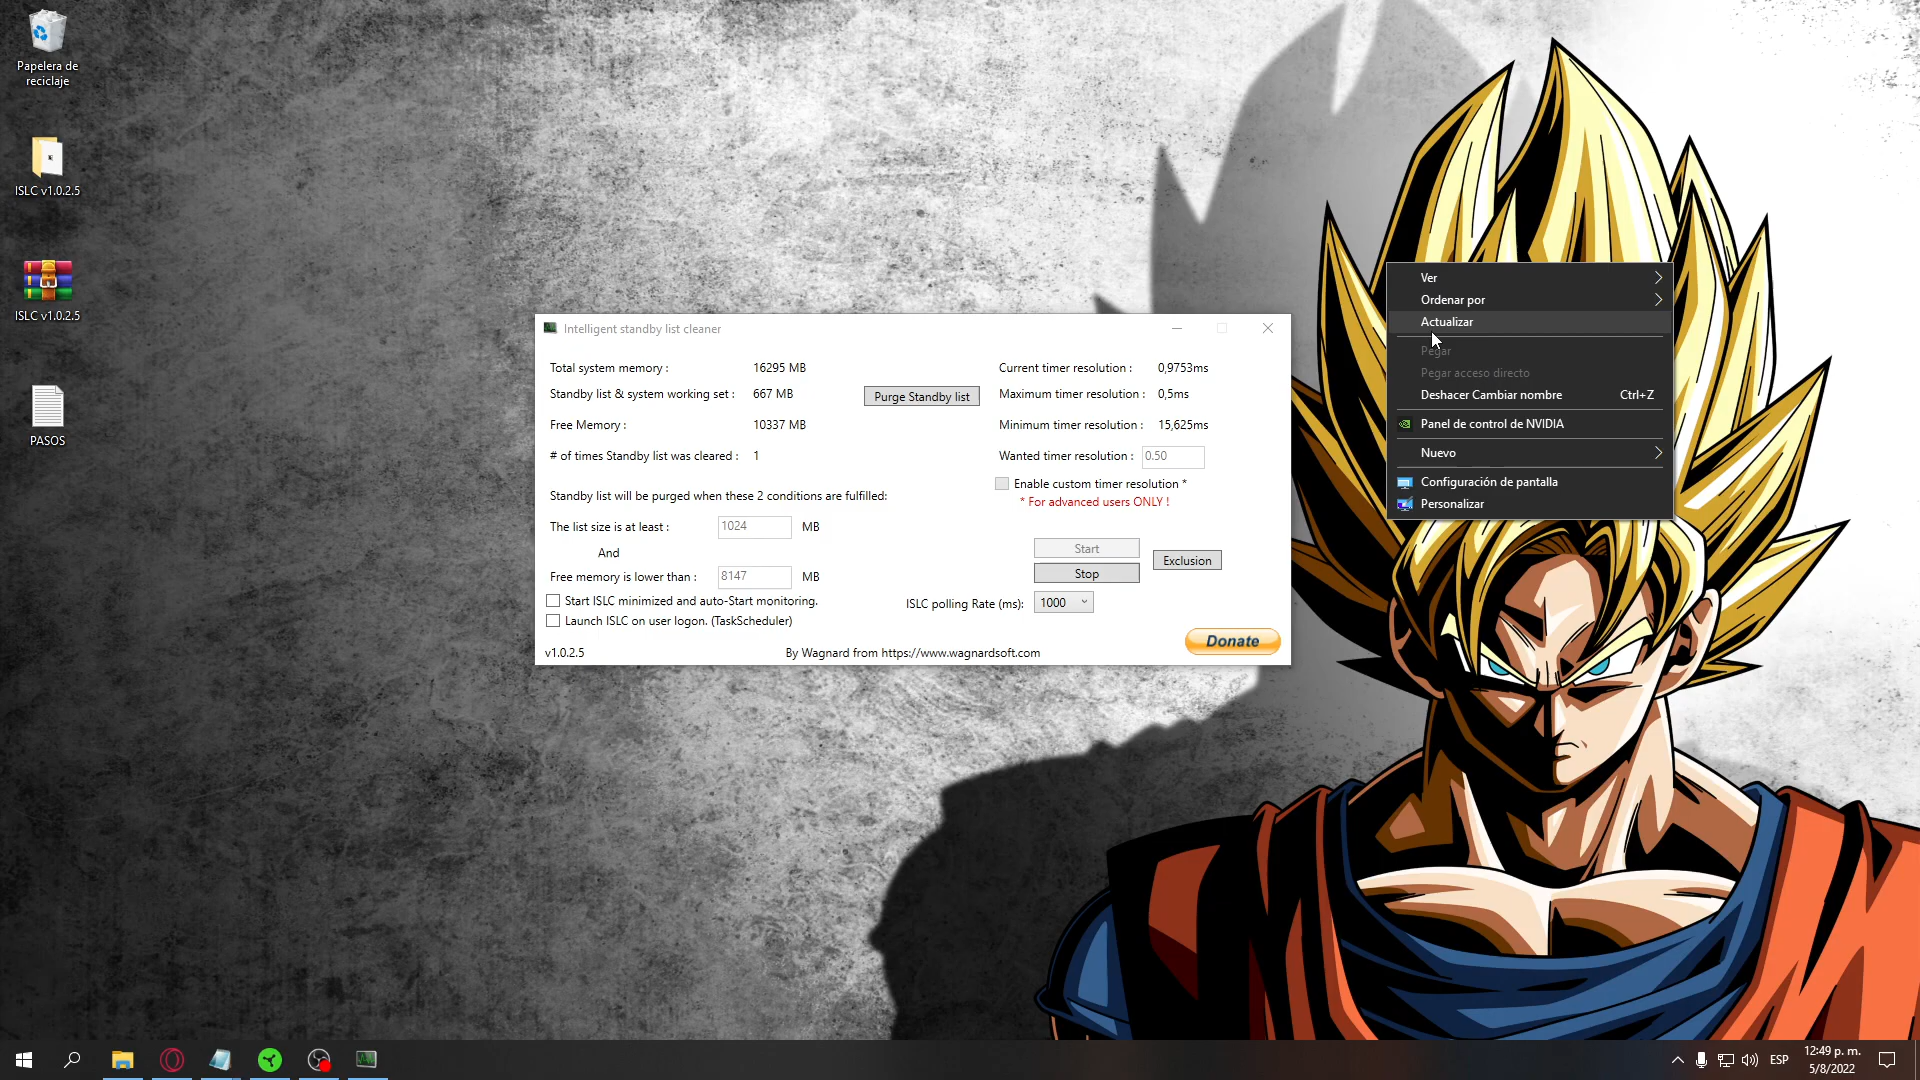 Papelera de
reciclaje
ISLC v1.0.2.5
ISLC v1.0.2.5
PASOS
Intelligent standby list cleaner
Total system memory : 16295 MB
Standby list & system working set : 667 MB
Purge Standby list
Free Memory : 10337 MB
# of times Standby list was cleared : 1
Standby list will be purged when these 2 conditions are fulfilled:
The list size is at least : 1024 MB
And
Free memory is lower than : 8147 MB
Start ISLC minimized and auto-Start monitoring.
Launch ISLC on user logon. (TaskScheduler)
Current timer resolution : 0,9753ms
Maximum timer resolution : 0,5ms
Minimum timer resolution : 15,625ms
Wanted timer resolution : 0.50
Enable custom timer resolution *
* For advanced users ONLY !
Start
Stop
Exclusion
ISLC polling Rate (ms): 1000
Donate
v1.0.2.5
By Wagnard from https://www.wagnardsoft.com
Ver
Ordenar por
Actualizar
Pegar
Pegar acceso directo
Deshacer Cambiar nombre Ctrl+Z
Panel de control de NVIDIA
Nuevo
Configuración de pantalla
Personalizar
ESP
12:49 p. m.
5/8/2022